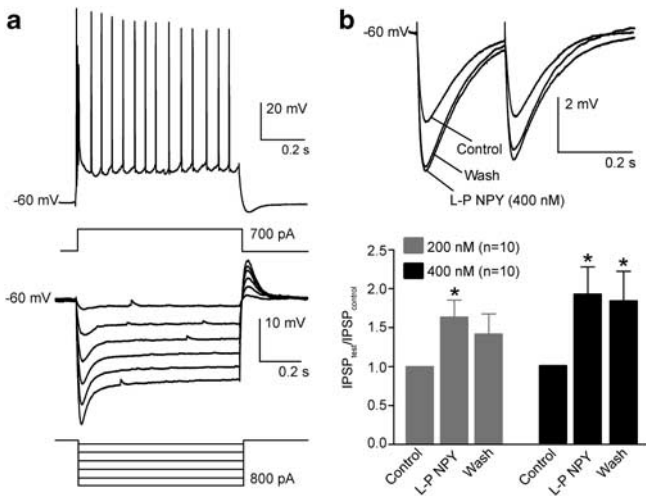 a
20 mV
0.2 s
-60 mV
700 pA
-60 mV
10 mV
0.2 s
800 pA
b
-60 mV
2 mV
0.2 s
Control
Wash
L-P NPY (400 nM)
200 nM (n=10)
400 nM (n=10)
IPSPtest/IPSPcontrol
2.5
2.0
1.5
1.0
0.5
0.0
* * *
Control
L-P NPY
Wash
Control
L-P NPY
Wash